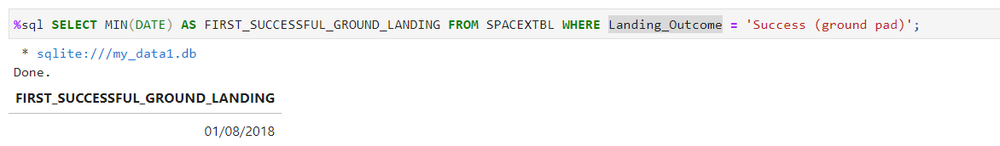 %sql SELECT MIN(DATE) AS FIRST_SUCCESSFUL_GROUND_LANDING FROM SPACEXTBL WHERE Landing_Outcome = 'Success (ground pad)';
* sqlite:///my_data1.db
Done.
FIRST_SUCCESSFUL_GROUND_LANDING
01/08/2018